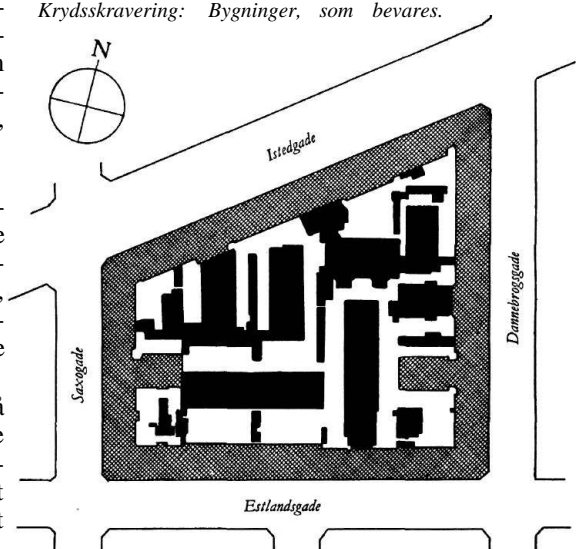 Krydsskravering: Bygninger, som bevares.
N
Istedgade
Dannebrogsgade
Saxogade
Estlandsgade